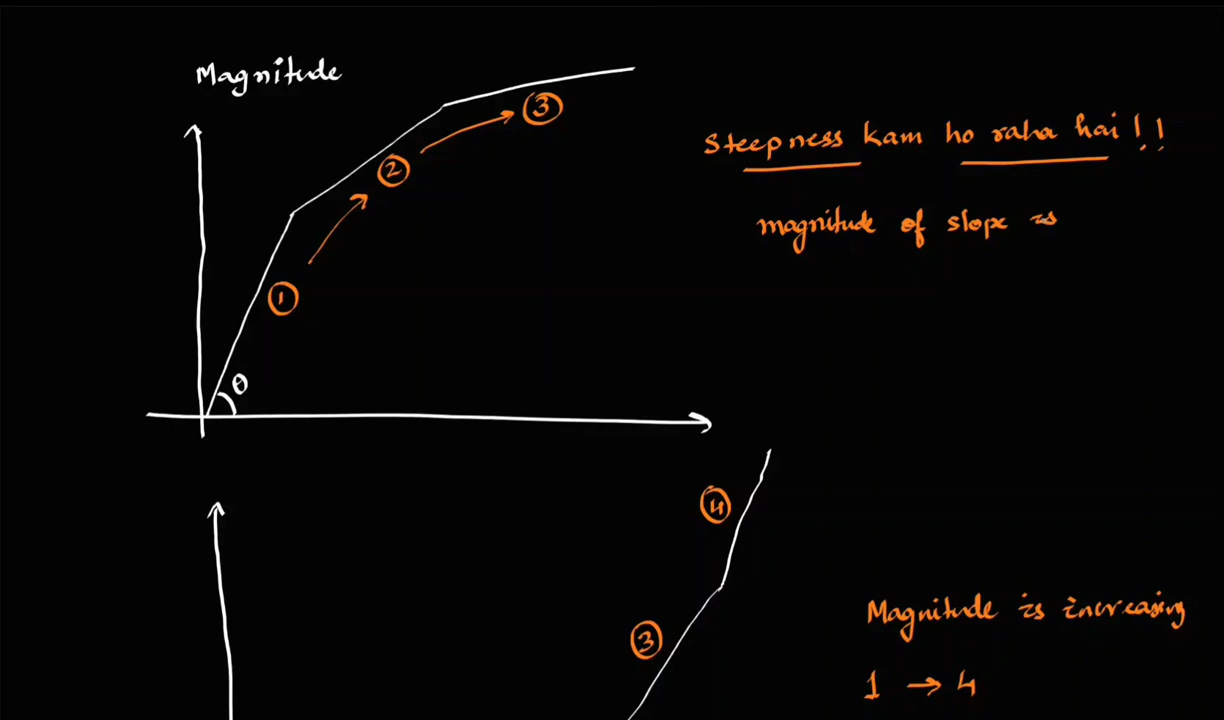 Magnitude
③
Steepness kam ho raha hai!!
②
magnitude of slope is
①
θ
④
③
Magnitude is increasing
1 → 4